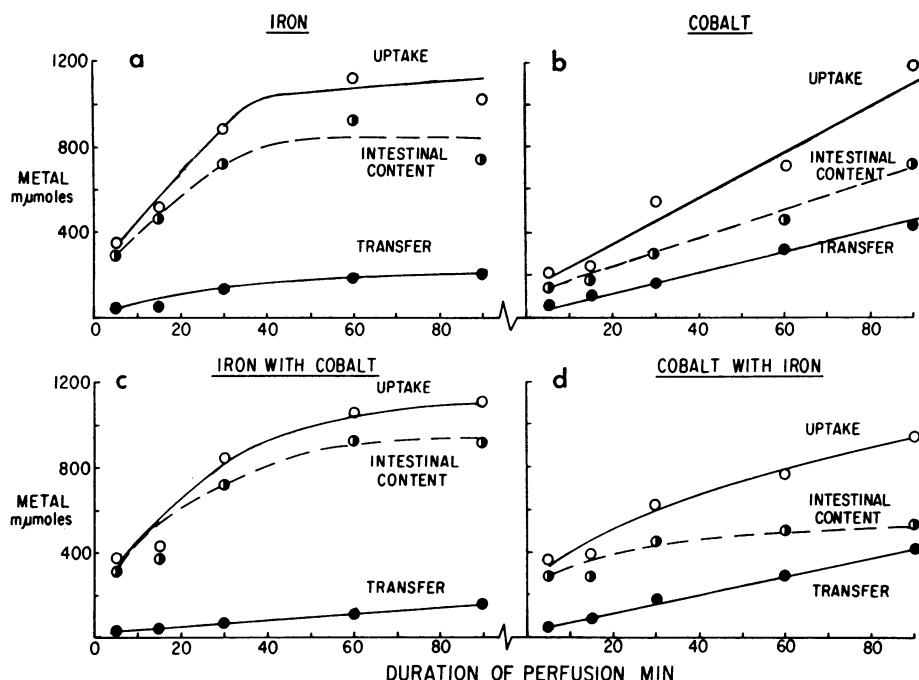 IRON
COBALT
a
UPTAKE
INTESTINAL
CONTENT
TRANSFER
1200
800
METAL
mµmoles
400
0 20 40 60 80
b
UPTAKE
INTESTINAL
CONTENT
TRANSFER
20 40 60 80
IRON WITH COBALT
COBALT WITH IRON
c
UPTAKE
INTESTINAL
CONTENT
TRANSFER
1200
800
METAL
mµmoles
400
0 20 40 60 80
d
UPTAKE
INTESTINAL
CONTENT
TRANSFER
20 40 60 80
DURATION OF PERFUSION MIN